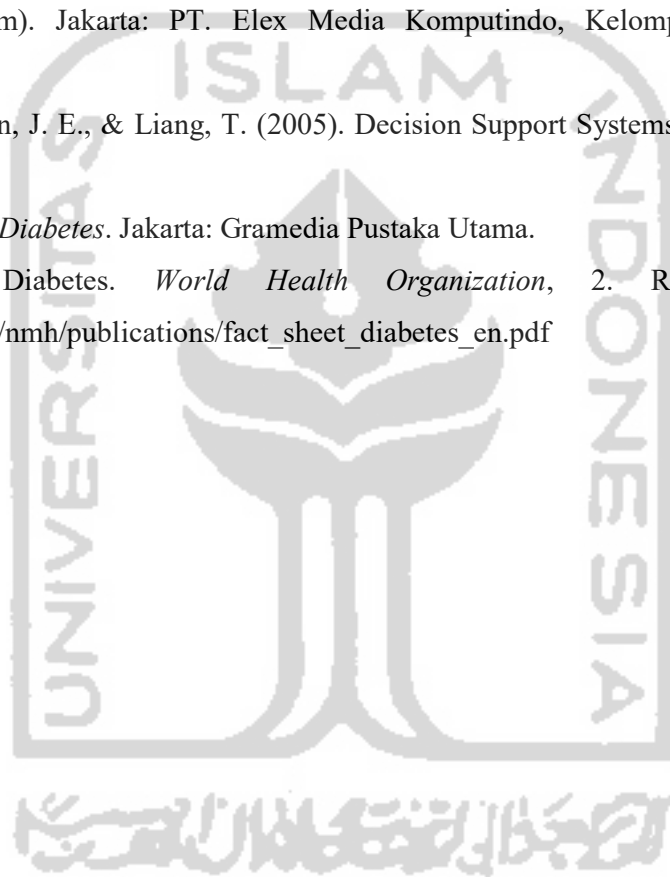 m). Jakarta: PT. Elex Media Komputindo, Kelomp
n, J. E., & Liang, T. (2005). Decision Support Systems
Diabetes. Jakarta: Gramedia Pustaka Utama.
Diabetes. World Health Organization, 2. R
/nmh/publications/fact_sheet_diabetes_en.pdf
UNIVERSITAS
ISLAM
INDONESIA